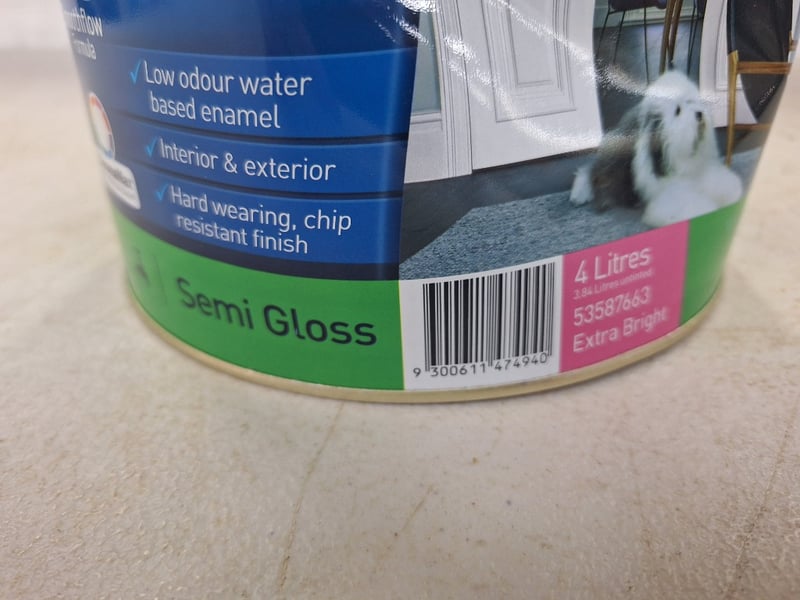 Low odour water
based enamel
Interior & exterior
Hard wearing, chip
resistant finish
Semi Gloss
9 300611 474940
4 Litres
3.84 Litres untinted
53587663
Extra Bright